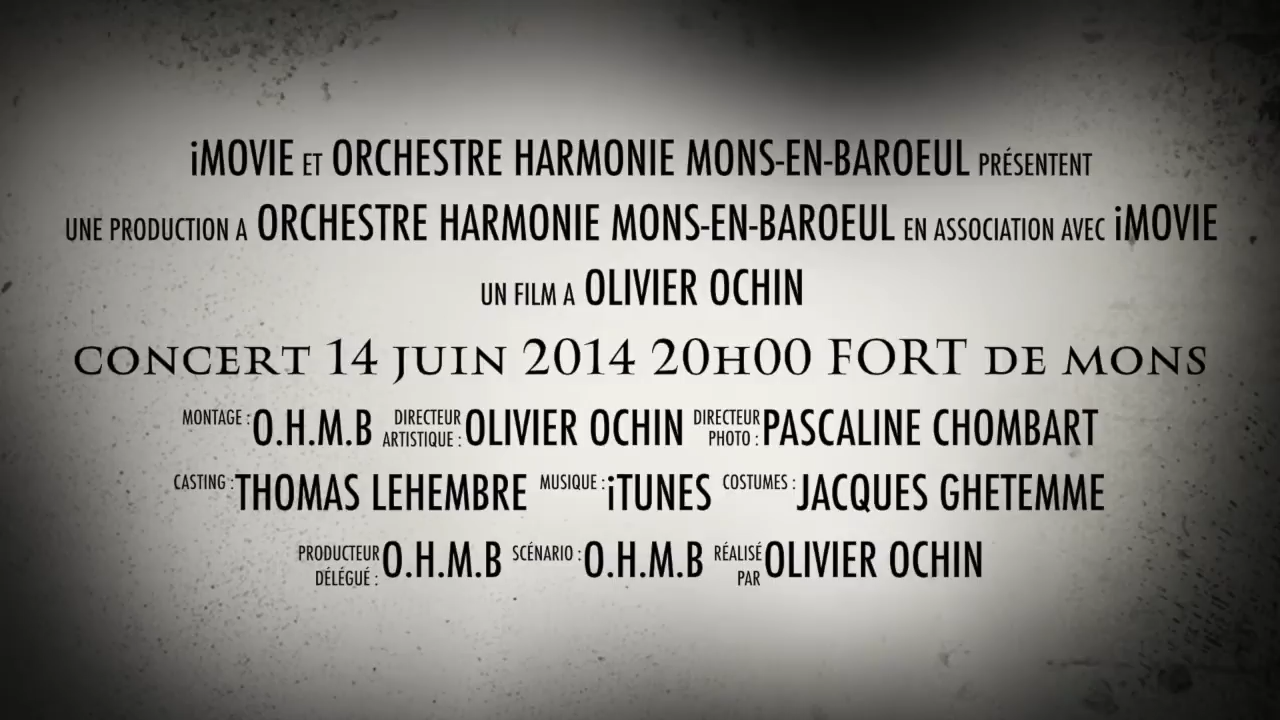 iMOVIE ET ORCHESTRE HARMONIE MONS-EN-BAROEUL PRÉSENTENT
UNE PRODUCTION A ORCHESTRE HARMONIE MONS-EN-BAROEUL EN ASSOCIATION AVEC iMOVIE
UN FILM A OLIVIER OCHIN
CONCERT 14 JUIN 2014 20H00 FORT DE MONS
MONTAGE : O.H.M.B DIRECTEUR ARTISTIQUE : OLIVIER OCHIN DIRECTEUR PHOTO : PASCALINE CHOMBART
CASTING : THOMAS LEHEMBRE MUSIQUE : iTUNES COSTUMES : JACQUES GHETEMME
PRODUCTEUR DÉLÉGUÉ : O.H.M.B SCÉNARIO : O.H.M.B RÉALISÉ PAR OLIVIER OCHIN